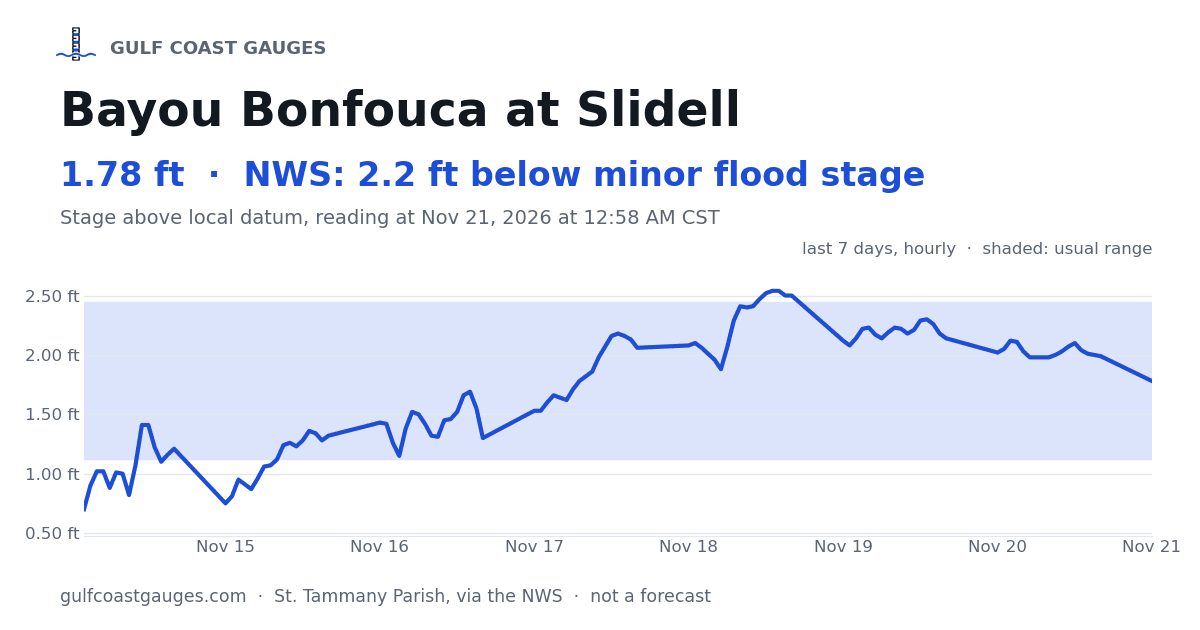 GULF COAST GAUGES
Bayou Bonfouca at Slidell
1.78 ft · NWS: 2.2 ft below minor flood stage
Stage above local datum, reading at Nov 21, 2026 at 12:58 AM CST
last 7 days, hourly · shaded: usual range
2.50 ft
2.00 ft
1.50 ft
1.00 ft
0.50 ft
Nov 15 Nov 16 Nov 17 Nov 18 Nov 19 Nov 20 Nov 21
gulfcoastgauges.com · St. Tammany Parish, via the NWS · not a forecast